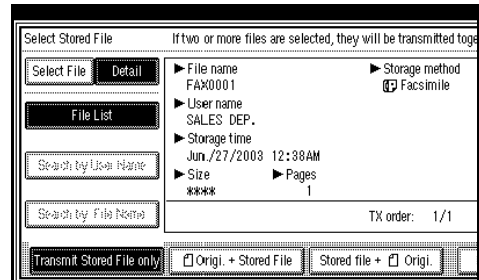 Select Stored File If two or more files are selected, they will be transmitted toge
Select File Detail
►File name ►Storage method
FAX0001 Facsimile
►User name
File List
SALES DEP.
►Storage time
Jun./27/2003 12:38AM
Search by User Name
►Size ►Pages
**** 1
Search by File Name
TX order: 1/1
Transmit Stored File only Origi. + Stored File Stored file + Origi.